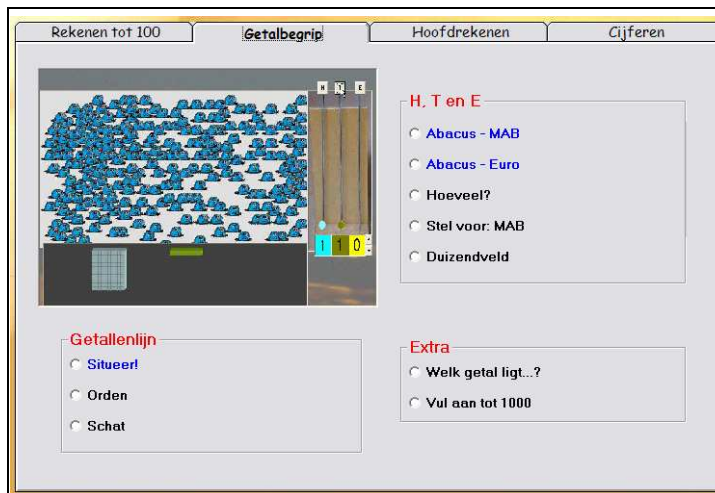 Rekenen tot 100
Getalbegrip
Hoofdrekenen
Cijferen
H T E
1 1 0
H, T en E
Abacus - MAB
Abacus - Euro
Hoeveel?
Stel voor: MAB
Duizendveld
Getallenlijn
Situeer!
Orden
Schat
Extra
Welk getal ligt...?
Vul aan tot 1000